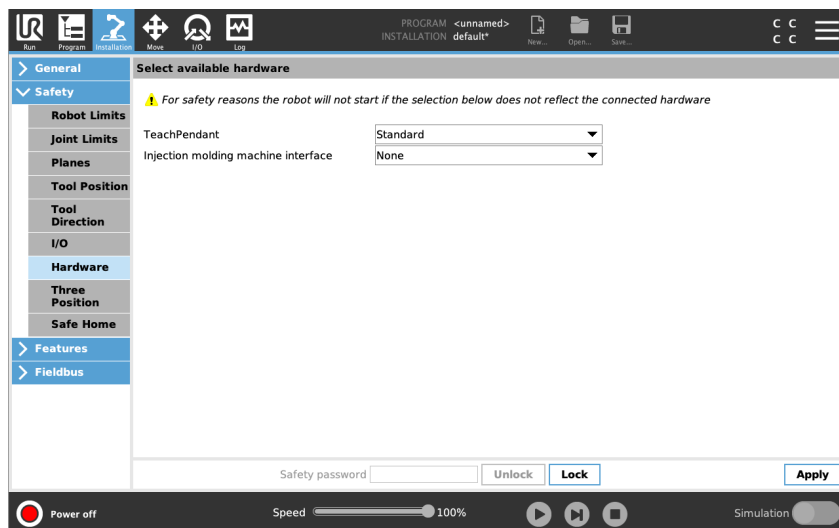 UR
Run
Program
Installation
Move
I/O
Log
PROGRAM <unnamed>
INSTALLATION default*
New...
Open...
Save...
C C
C C
General
Safety
Robot Limits
Joint Limits
Planes
Tool Position
Tool
Direction
I/O
Hardware
Three
Position
Safe Home
Features
Fieldbus
Select available hardware
! For safety reasons the robot will not start if the selection below does not reflect the connected hardware
TeachPendant Standard
Injection molding machine interface None
Safety password Unlock Lock Apply
Power off Speed 100% Simulation